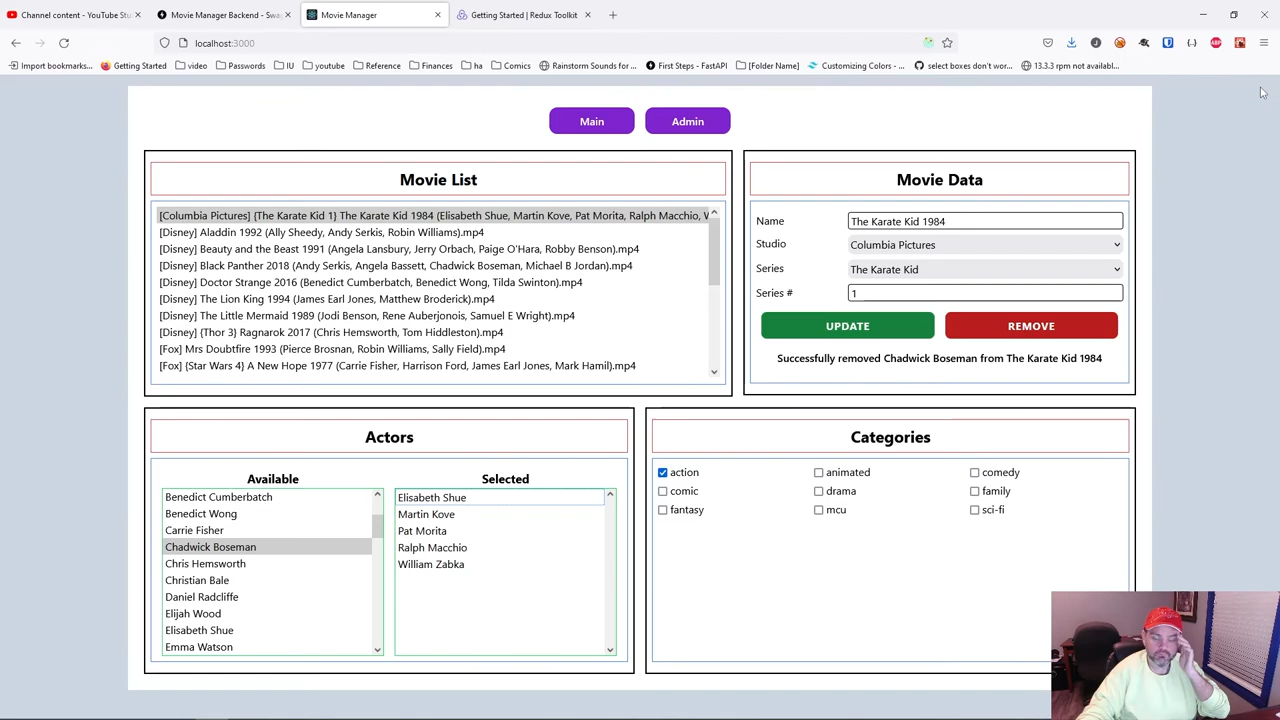 Channel content - YouTube Stu
Movie Manager Backend - Swa
Movie Manager
Getting Started | Redux Toolkit
localhost:3000
Import bookmarks...
Getting Started
video
Passwords
IU
youtube
Reference
Finances
ha
Comics
Rainstorm Sounds for ...
First Steps - FastAPI
[Folder Name]
Customizing Colors - ...
select boxes don't wor...
13.3.3 rpm not availabl...
Main
Admin
Movie List
[Columbia Pictures] {The Karate Kid 1} The Karate Kid 1984 (Elisabeth Shue, Martin Kove, Pat Morita, Ralph Macchio, W
[Disney] Aladdin 1992 (Ally Sheedy, Andy Serkis, Robin Williams).mp4
[Disney] Beauty and the Beast 1991 (Angela Lansbury, Jerry Orbach, Paige O'Hara, Robby Benson).mp4
[Disney] Black Panther 2018 (Andy Serkis, Angela Bassett, Chadwick Boseman, Michael B Jordan).mp4
[Disney] Doctor Strange 2016 (Benedict Cumberbatch, Benedict Wong, Tilda Swinton).mp4
[Disney] The Lion King 1994 (James Earl Jones, Matthew Broderick).mp4
[Disney] The Little Mermaid 1989 (Jodi Benson, Rene Auberjonois, Samuel E Wright).mp4
[Disney] {Thor 3} Ragnarok 2017 (Chris Hemsworth, Tom Hiddleston).mp4
[Fox] Mrs Doubtfire 1993 (Pierce Brosnan, Robin Williams, Sally Field).mp4
[Fox] {Star Wars 4} A New Hope 1977 (Carrie Fisher, Harrison Ford, James Earl Jones, Mark Hamil).mp4
Movie Data
Name
The Karate Kid 1984
Studio
Columbia Pictures
Series
The Karate Kid
Series #
1
UPDATE
REMOVE
Successfully removed Chadwick Boseman from The Karate Kid 1984
Actors
Available
Benedict Cumberbatch
Benedict Wong
Carrie Fisher
Chadwick Boseman
Chris Hemsworth
Christian Bale
Daniel Radcliffe
Elijah Wood
Elisabeth Shue
Emma Watson
Selected
Elisabeth Shue
Martin Kove
Pat Morita
Ralph Macchio
William Zabka
Categories
action
animated
comedy
comic
drama
family
fantasy
mcu
sci-fi